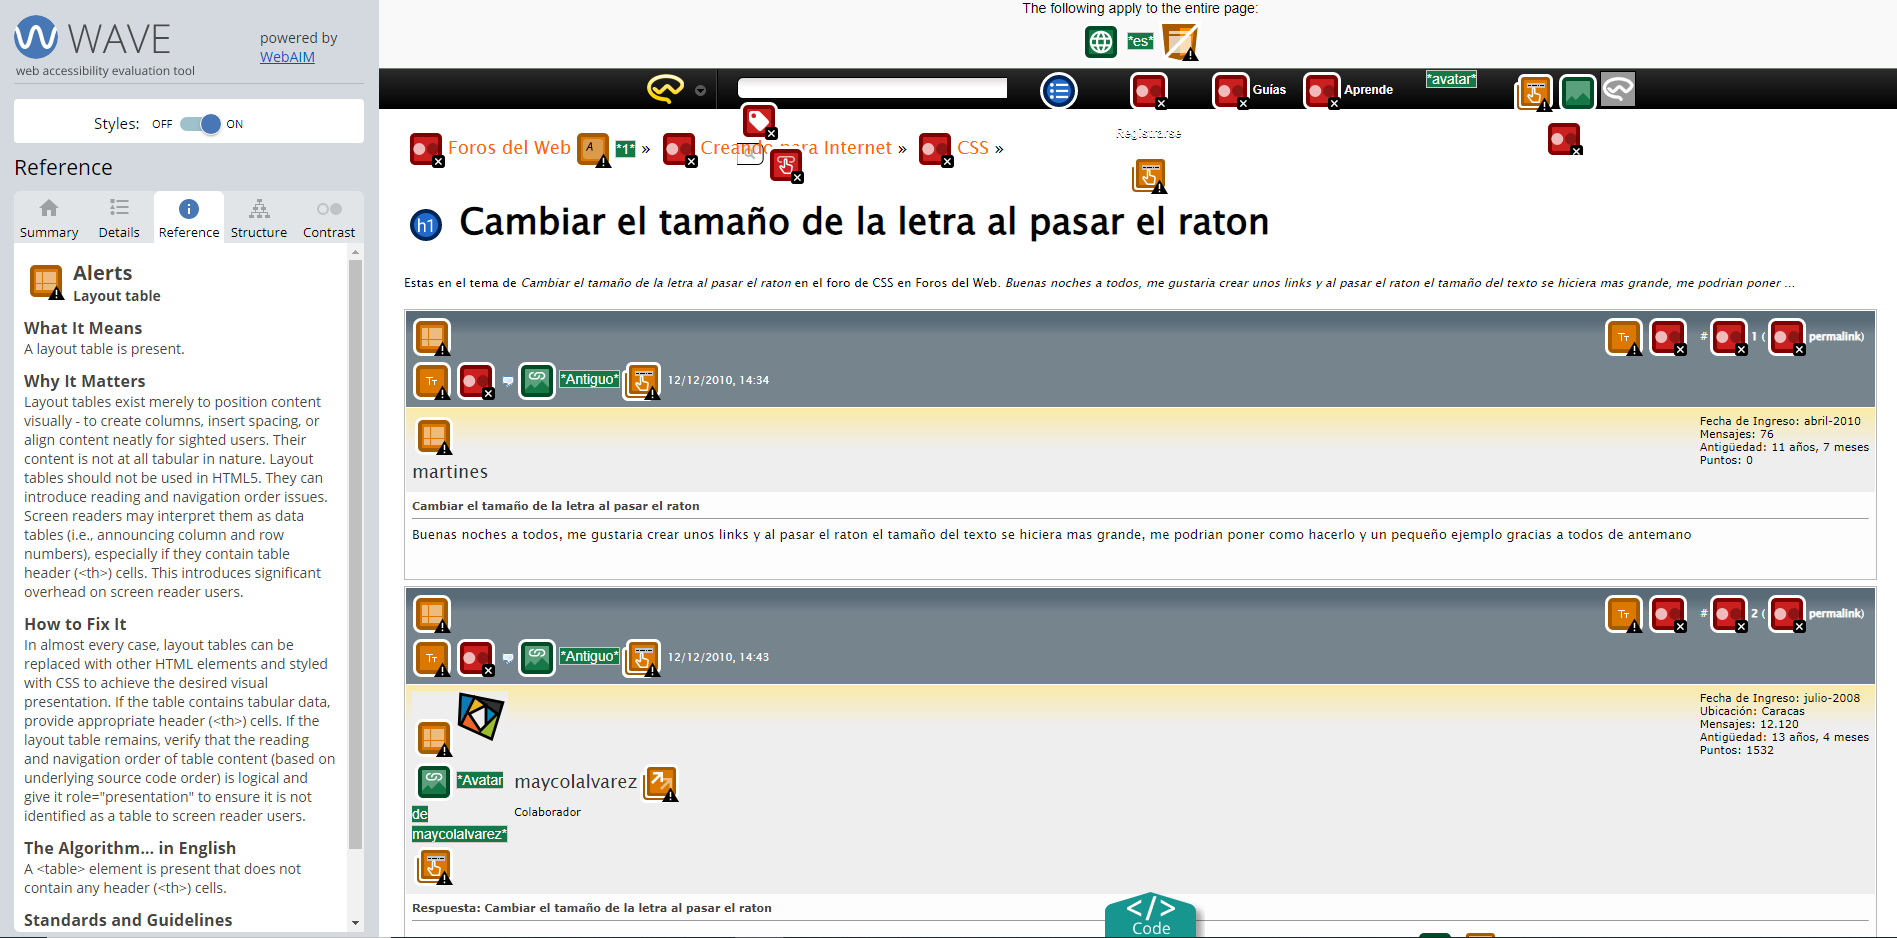 WAVE
web accessibility evaluation tool
powered by
WebAIM
Styles: OFF ON
Reference
Summary Details Reference Structure Contrast
Alerts
Layout table
What It Means
A layout table is present.
Why It Matters
Layout tables exist merely to position content
visually - to create columns, insert spacing, or
align content neatly for sighted users. Their
content is not at all tabular in nature. Layout
tables should not be used in HTML5. They can
introduce reading and navigation order issues.
Screen readers may interpret them as data
tables (i.e., announcing column and row
numbers), especially if they contain table
header (<th>) cells. This introduces significant
overhead on screen reader users.
How to Fix It
In almost every case, layout tables can be
replaced with other HTML elements and styled
with CSS to achieve the desired visual
presentation. If the table contains tabular data,
provide appropriate header (<th>) cells. If the
layout table remains, verify that the reading
and navigation order of table content (based on
underlying source code order) is logical and
give it role="presentation" to ensure it is not
identified as a table to screen reader users.
The Algorithm... in English
A <table> element is present that does not
contain any header (<th>) cells.
Standards and Guidelines
The following apply to the entire page:
*es*
Guías Aprende *avatar*
Registrarse
Foros del Web A *1* » Creando para Internet » CSS »
h1 Cambiar el tamaño de la letra al pasar el raton
Estas en el tema de Cambiar el tamaño de la letra al pasar el raton en el foro de CSS en Foros del Web. Buenas noches a todos, me gustaria crear unos links y al pasar el raton el tamaño del texto se hiciera mas grande, me podrian poner ...
TT # 1 ( permalink)
TT *Antiguo* 12/12/2010, 14:34
martines
Fecha de Ingreso: abril-2010
Mensajes: 76
Antigüedad: 11 años, 7 meses
Puntos: 0
Cambiar el tamaño de la letra al pasar el raton
Buenas noches a todos, me gustaria crear unos links y al pasar el raton el tamaño del texto se hiciera mas grande, me podrian poner como hacerlo y un pequeño ejemplo gracias a todos de antemano
TT # 2 ( permalink)
TT *Antiguo* 12/12/2010, 14:43
*Avatar
de
maycolalvarez*
maycolalvarez
Colaborador
Fecha de Ingreso: julio-2008
Ubicación: Caracas
Mensajes: 12.120
Antigüedad: 13 años, 4 meses
Puntos: 1532
Respuesta: Cambiar el tamaño de la letra al pasar el raton
</>
Code